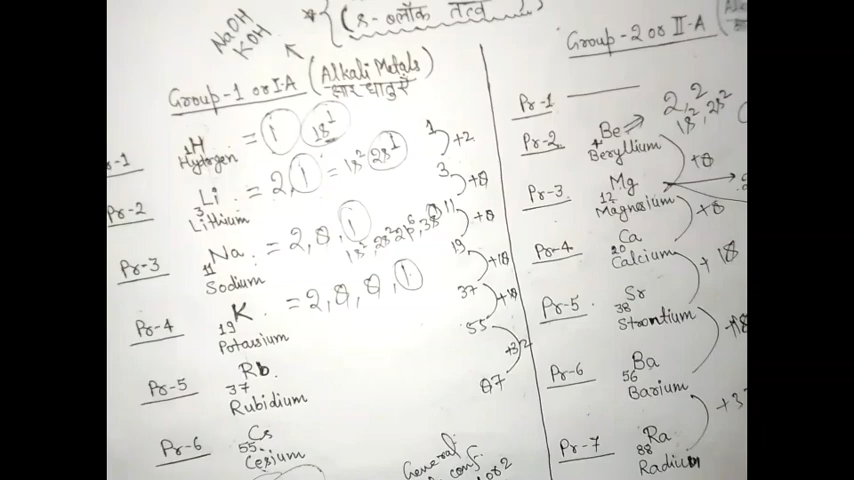 (s-ब्लॉक तत्व
NaOH
KOH
Group-1 or I-A (Alkali Metals)
क्षार धातुएँ
1H = 1 1s1
Hydrogen
-1
3Li = 2, 1 = 1s2 2s1
Lithium
Pr-2
11Na = 2, 8, 1
1s2, 2s2 2p6, 3s1
Sodium
Pr-3
19K = 2, 8, 8, 1
Potassium
Pr-4
37Rb
Rubidium
Pr-5
55Cs
Cesium
Pr-6
1
+2
3
+8
11
+8
19
+18
37
+18
55
+32
87
General
conf.
1 or 2
Group-2 or II-A
Pr-1
Pr-2
4Be ⇒ 2, 2
1s2, 2s2
Beryllium
+8
Pr-3
12Mg
Magnesium
+8
Pr-4
20Ca
Calcium
+18
Pr-5
38Sr
Strontium
+18
Pr-6
56Ba
Barium
Pr-7
88Ra
Radium